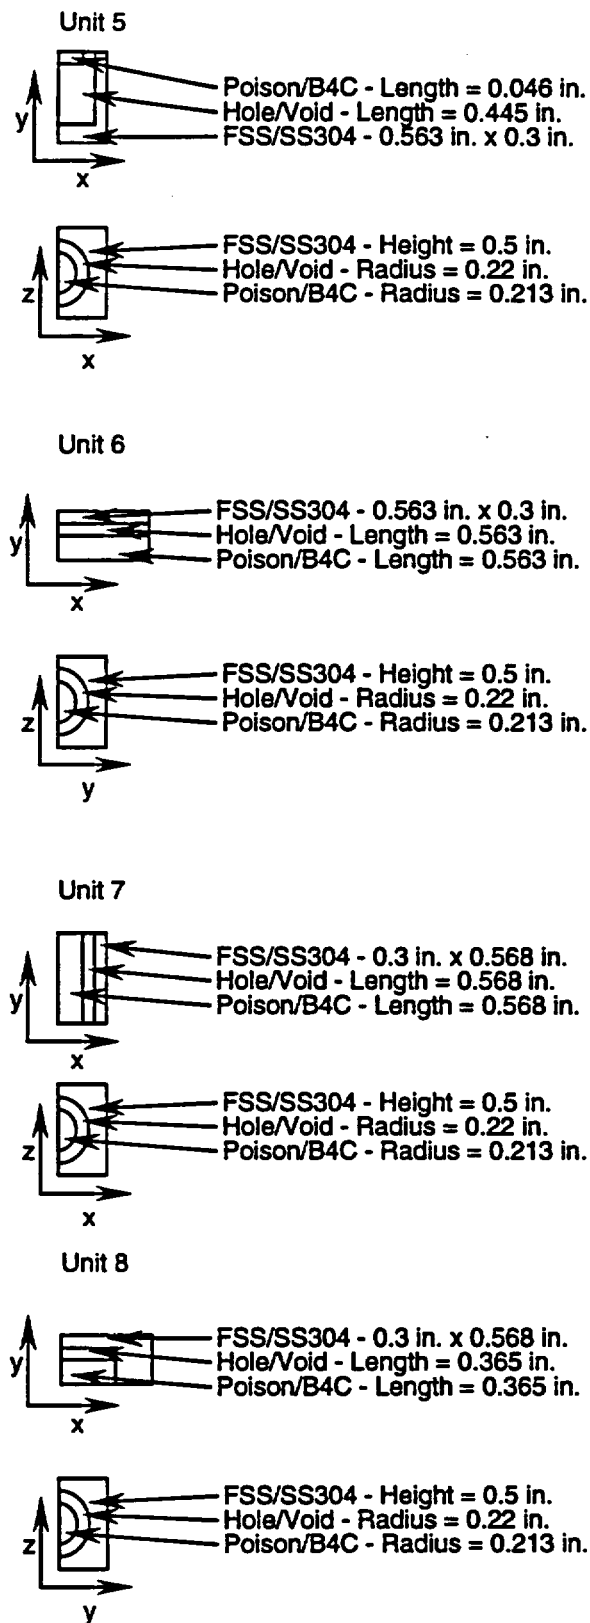 Unit 5
Poison/B4C - Length = 0.046 in.
Hole/Void - Length = 0.445 in.
FSS/SS304 - 0.563 in. x 0.3 in.
y
x
FSS/SS304 - Height = 0.5 in.
Hole/Void - Radius = 0.22 in.
Poison/B4C - Radius = 0.213 in.
z
x
Unit 6
FSS/SS304 - 0.563 in. x 0.3 in.
Hole/Void - Length = 0.563 in.
Poison/B4C - Length = 0.563 in.
y
x
FSS/SS304 - Height = 0.5 in.
Hole/Void - Radius = 0.22 in.
Poison/B4C - Radius = 0.213 in.
z
y
Unit 7
FSS/SS304 - 0.3 in. x 0.568 in.
Hole/Void - Length = 0.568 in.
Poison/B4C - Length = 0.568 in.
y
x
FSS/SS304 - Height = 0.5 in.
Hole/Void - Radius = 0.22 in.
Poison/B4C - Radius = 0.213 in.
z
x
Unit 8
FSS/SS304 - 0.3 in. x 0.568 in.
Hole/Void - Length = 0.365 in.
Poison/B4C - Length = 0.365 in.
y
x
FSS/SS304 - Height = 0.5 in.
Hole/Void - Radius = 0.22 in.
Poison/B4C - Radius = 0.213 in.
z
y